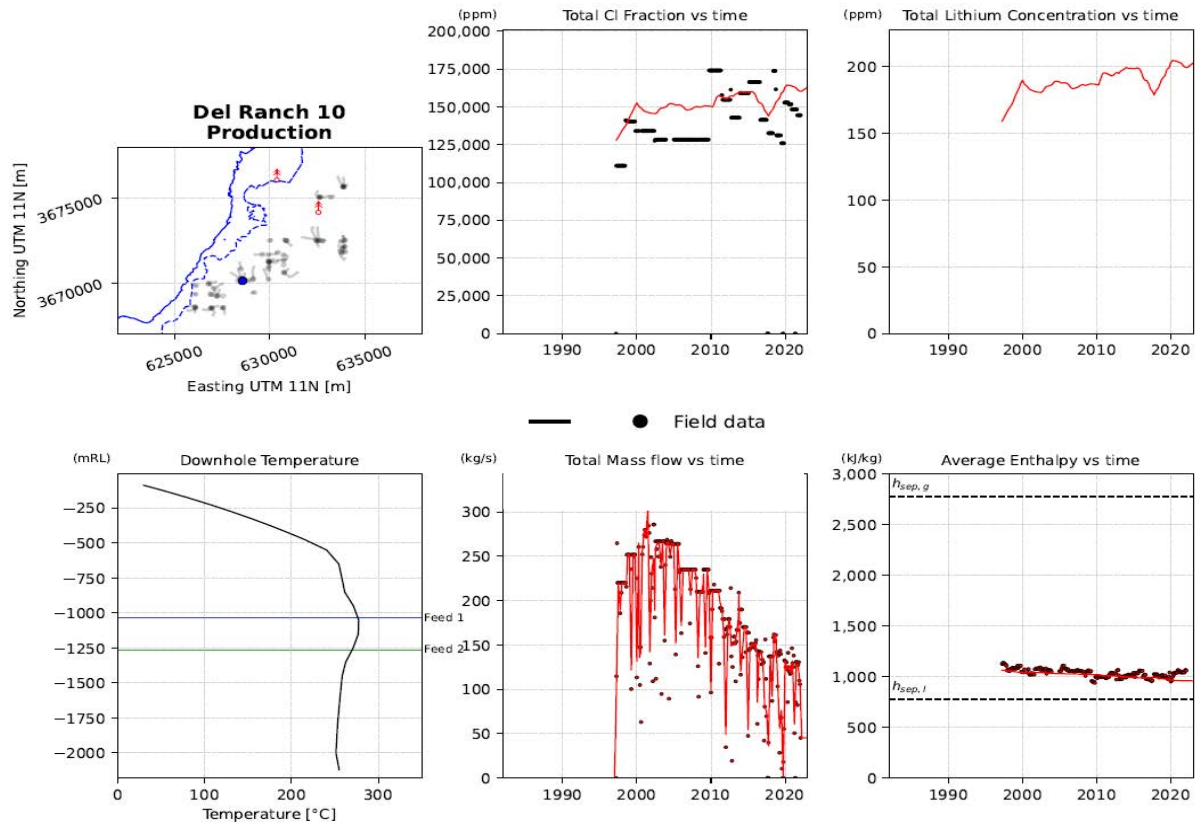 (ppm) Total Cl Fraction vs time
200,000
175,000
150,000
125,000
100,000
75,000
50,000
25,000
0
1990 2000 2010 2020
(ppm) Total Lithium Concentration vs time
200
150
100
50
0
1990 2000 2010 2020
Del Ranch 10
Production
Northing UTM 11N [m]
3675000
3670000
625000 630000 635000
Easting UTM 11N [m]
Field data
(mRL) Downhole Temperature
−250
−500
−750
−1000
−1250
−1500
−1750
−2000
Feed 1
Feed 2
0 100 200 300
Temperature [°C]
(kg/s) Total Mass flow vs time
300
250
200
150
100
50
0
1990 2000 2010 2020
(kJ/kg) Average Enthalpy vs time
3,000
2,500
2,000
1,500
1,000
500
0
h_sep,g
h_sep,l
1990 2000 2010 2020